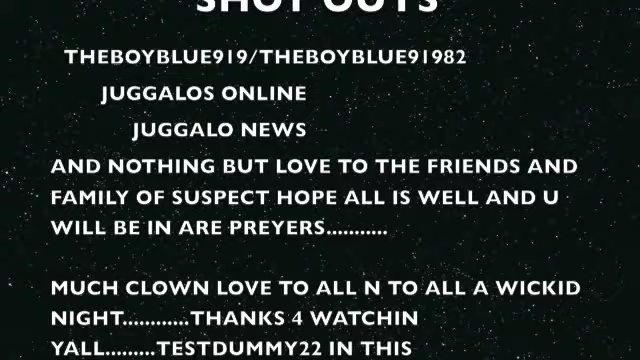 SHOT OUTS
THEBOYBLUE919/THEBOYBLUE91982
JUGGALOS ONLINE
JUGGALO NEWS
AND NOTHING BUT LOVE TO THE FRIENDS AND
FAMILY OF SUSPECT HOPE ALL IS WELL AND U
WILL BE IN ARE PREYERS...........
MUCH CLOWN LOVE TO ALL N TO ALL A WICKID
NIGHT............THANKS 4 WATCHIN
YALL.........TESTDUMMY22 IN THIS